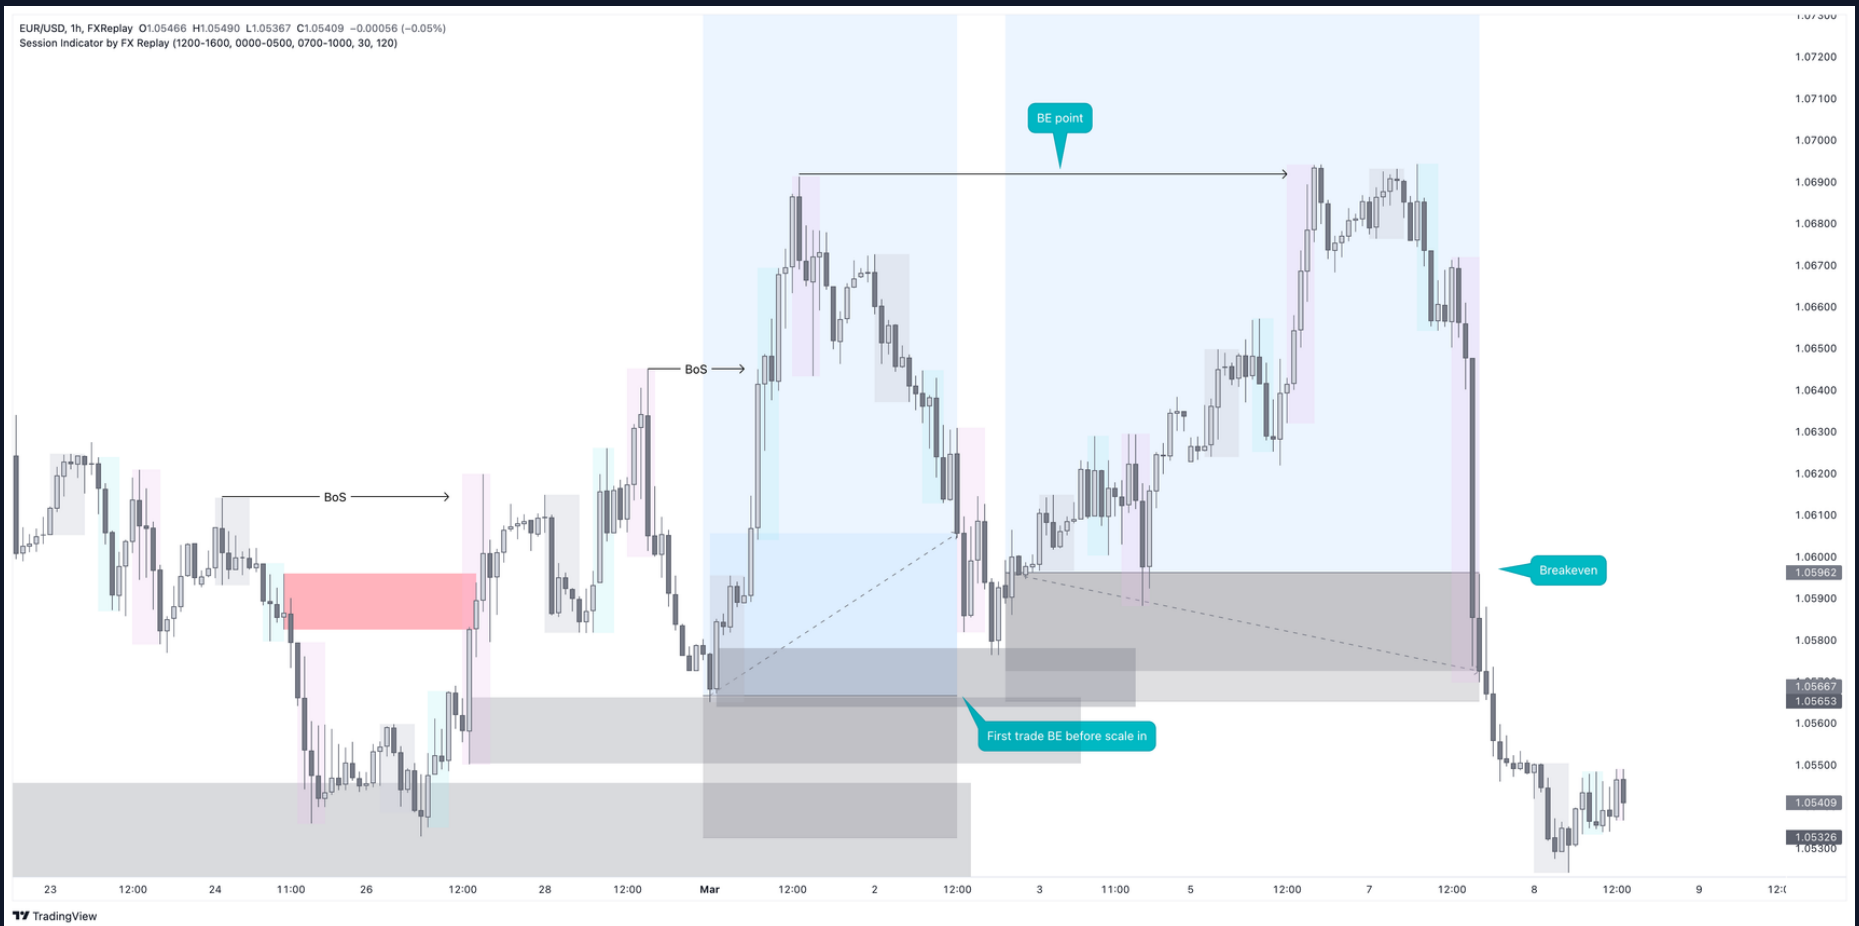 EUR/USD, 1h, FXReplay O1.05466 H1.05490 L1.05367 C1.05409 −0.00056 (−0.05%)
Session Indicator by FX Replay (1200-1600, 0000-0500, 0700-1000, 30, 120)
1.07300
1.07200
1.07100
BE point
1.07000
1.06900
1.06800
1.06700
1.06600
1.06500
BoS
1.06400
1.06300
1.06200
BoS
1.06100
1.06000
Breakeven
1.05962
1.05900
1.05800
1.05667
1.05653
First trade BE before scale in
1.05600
1.05500
1.05409
1.05326
1.05300
23 12:00 24 11:00 26 12:00 28 12:00 Mar 12:00 2 12:00 3 11:00 5 12:00 7 12:00 8 12:00 9
TradingView